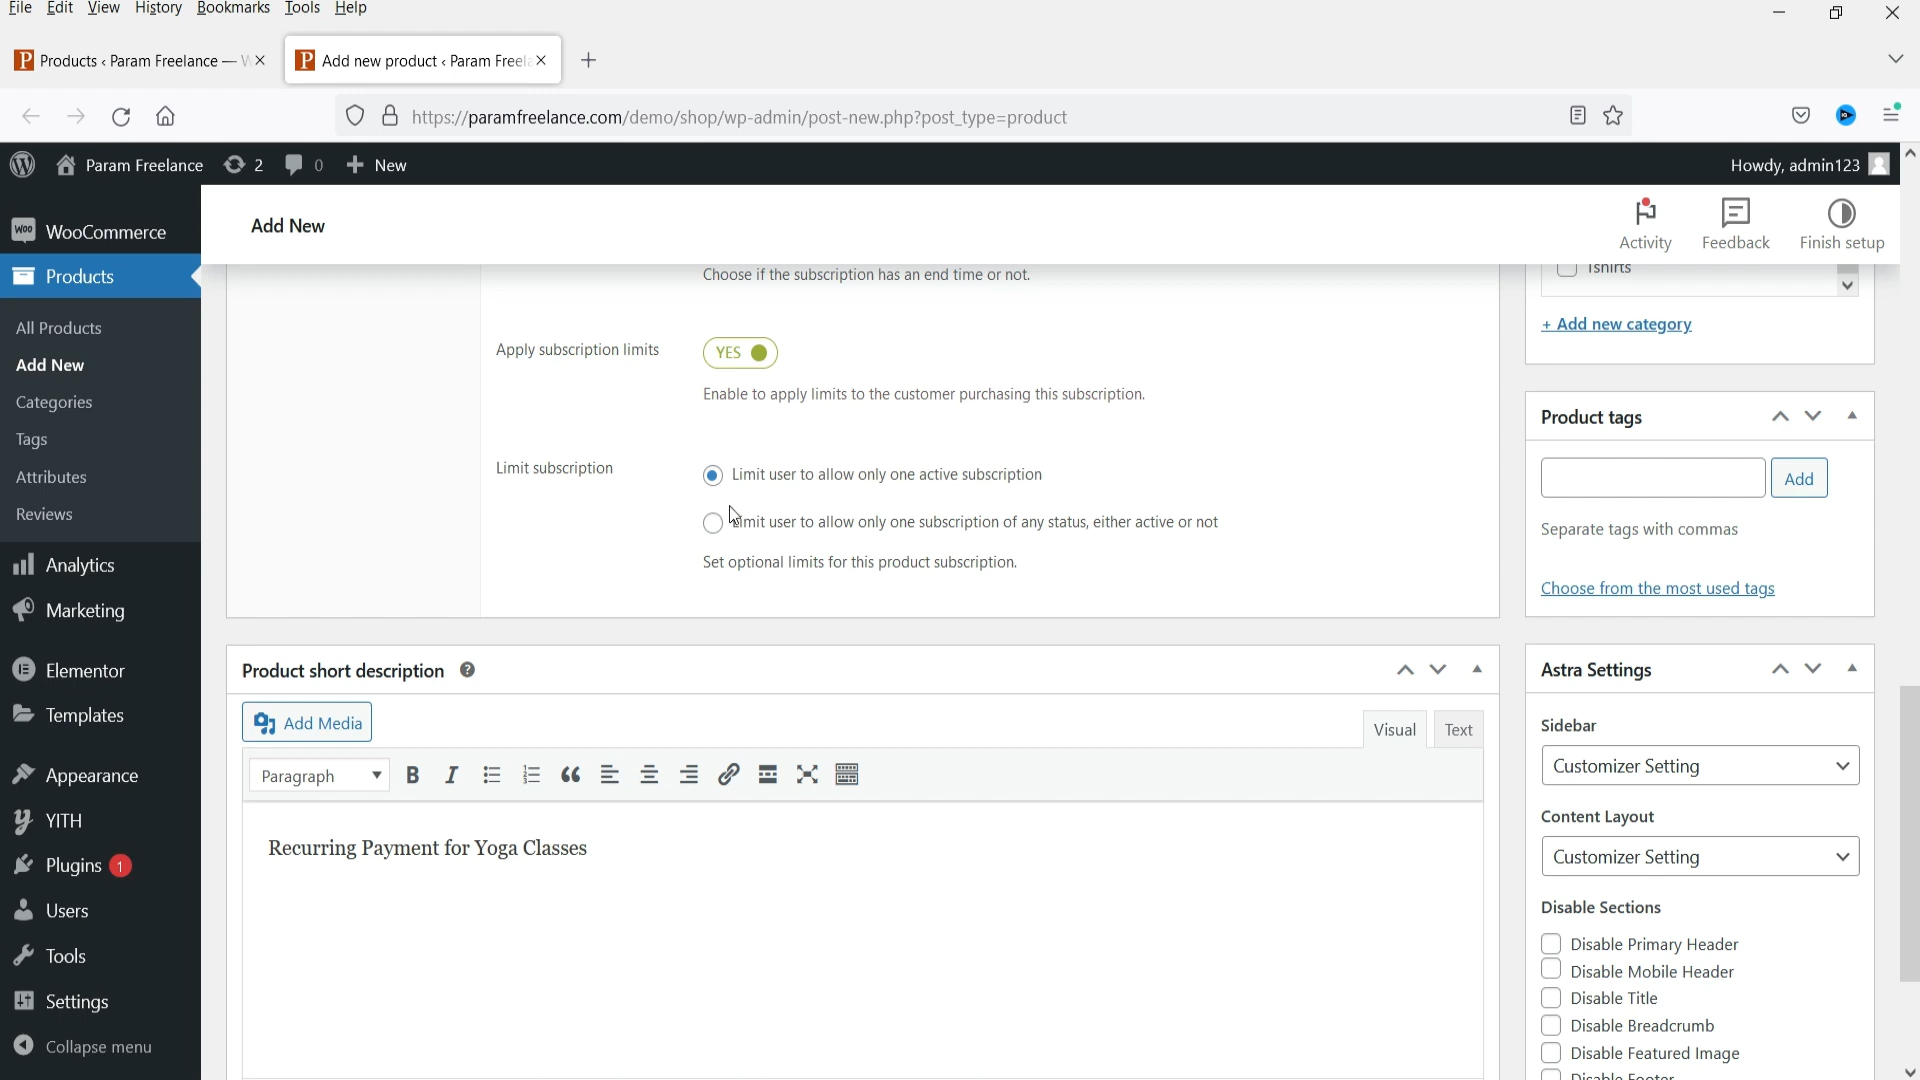 File Edit View History Bookmarks Tools Help
Products ‹ Param Freelance — W
Add new product ‹ Param Freel
https://paramfreelance.com/demo/shop/wp-admin/post-new.php?post_type=product
Param Freelance 2 0 New
Howdy, admin123
WooCommerce
Products
All Products
Add New
Categories
Tags
Attributes
Reviews
Analytics
Marketing
Elementor
Templates
Appearance
YITH
Plugins 1
Users
Tools
Settings
Collapse menu
Add New
Activity
Feedback
Finish setup
Choose if the subscription has an end time or not.
Apply subscription limits
YES
Enable to apply limits to the customer purchasing this subscription.
Limit subscription
Limit user to allow only one active subscription
Limit user to allow only one subscription of any status, either active or not
Set optional limits for this product subscription.
Product short description
Add Media
Visual
Text
Paragraph
Recurring Payment for Yoga Classes
Tshirts
+ Add new category
Product tags
Add
Separate tags with commas
Choose from the most used tags
Astra Settings
Sidebar
Customizer Setting
Content Layout
Customizer Setting
Disable Sections
Disable Primary Header
Disable Mobile Header
Disable Title
Disable Breadcrumb
Disable Featured Image
Disable Footer